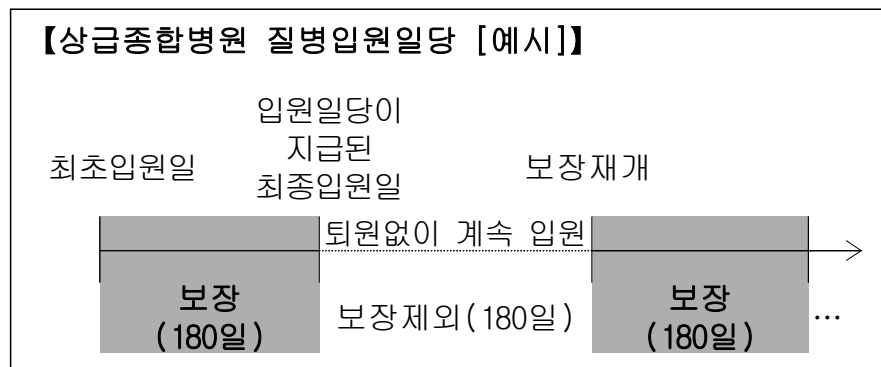 【상급종합병원 질병입원일당 [예시]】
입원일당이
지급된
최초입원일
최종입원일
보장재개
퇴원없이 계속 입원
보장
(180일)
보장제외(180일)
보장
(180일)
…